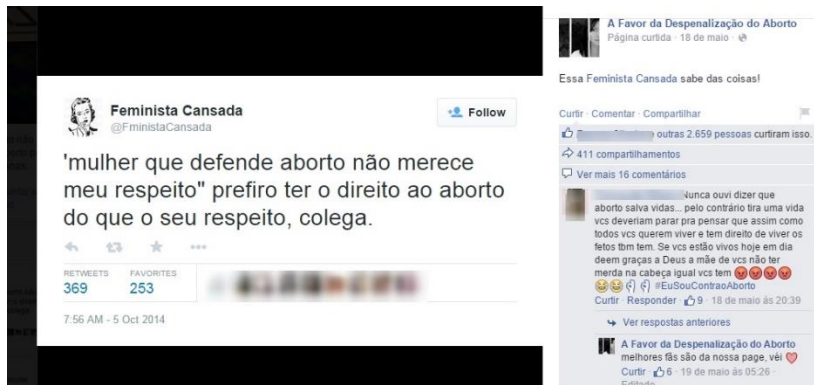 Feminista Cansada
@FministaCansada
Follow
'mulher que defende aborto não merece
meu respeito" prefiro ter o direito ao aborto
do que o seu respeito, colega.
RETWEETS FAVORITES
369 253
7:56 AM - 5 Oct 2014
A Favor da Despenalização do Aborto
Página curtida · 18 de maio ·
Essa Feminista Cansada sabe das coisas!
Curtir · Comentar · Compartilhar
outras 2.659 pessoas curtiram isso.
411 compartilhamentos
Ver mais 16 comentários
Nunca ouvi dizer que
aborto salva vidas... pelo contrário tira uma vida
vcs deveriam parar pra pensar que assim como
todos vcs querem viver e tem direito de viver os
fetos tbm tem. Se vcs estão vivos hoje em dia
deem graças a Deus a mãe de vcs não ter
merda na cabeça igual vcs tem 😡😡😡😡
#EuSouContraoAborto
Curtir · Responder · 9 · 18 de maio às 20:39
Ver respostas anteriores
A Favor da Despenalização do Aborto
melhores fãs são da nossa page, véi
Curtir · 6 · 19 de maio às 05:26 ·
Editado